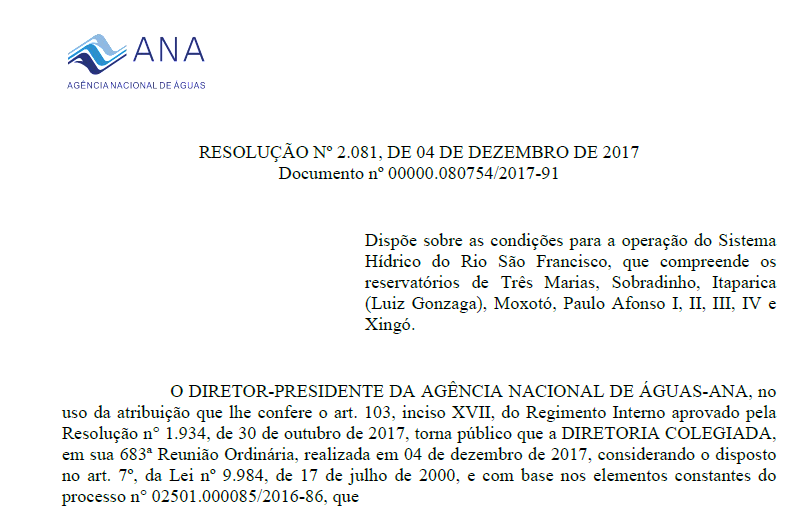 ANA
AGÊNCIA NACIONAL DE ÁGUAS
RESOLUÇÃO Nº 2.081, DE 04 DE DEZEMBRO DE 2017
Documento nº 00000.080754/2017-91
Dispõe sobre as condições para a operação do Sistema
Hídrico do Rio São Francisco, que compreende os
reservatórios de Três Marias, Sobradinho, Itaparica
(Luiz Gonzaga), Moxotó, Paulo Afonso I, II, III, IV e
Xingó.
O DIRETOR-PRESIDENTE DA AGÊNCIA NACIONAL DE ÁGUAS-ANA, no
uso da atribuição que lhe confere o art. 103, inciso XVII, do Regimento Interno aprovado pela
Resolução n° 1.934, de 30 de outubro de 2017, torna público que a DIRETORIA COLEGIADA,
em sua 683ª Reunião Ordinária, realizada em 04 de dezembro de 2017, considerando o disposto
no art. 7º, da Lei nº 9.984, de 17 de julho de 2000, e com base nos elementos constantes do
processo n° 02501.000085/2016-86, que